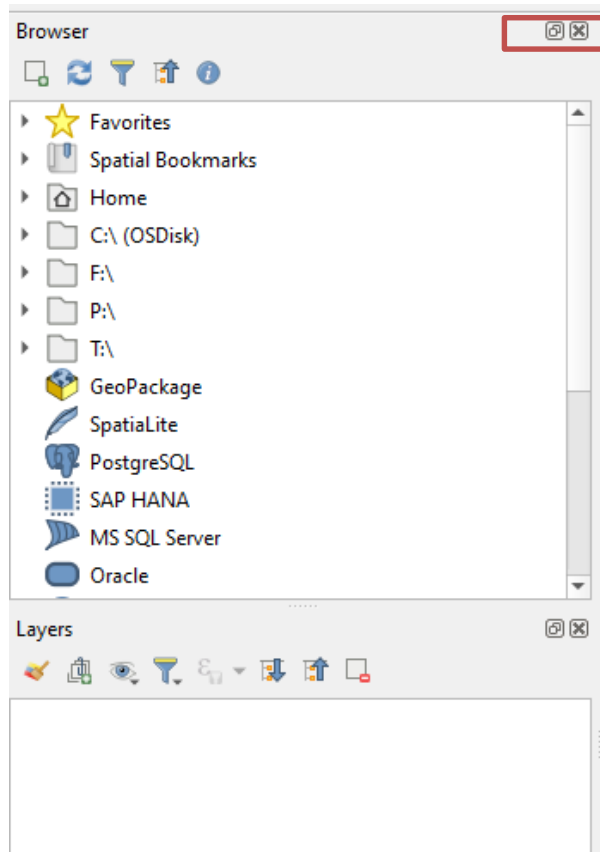 Browser
Favorites
Spatial Bookmarks
Home
C:\ (OSDisk)
F:\
P:\
T:\
GeoPackage
SpatiaLite
PostgreSQL
SAP HANA
MS SQL Server
Oracle
Layers